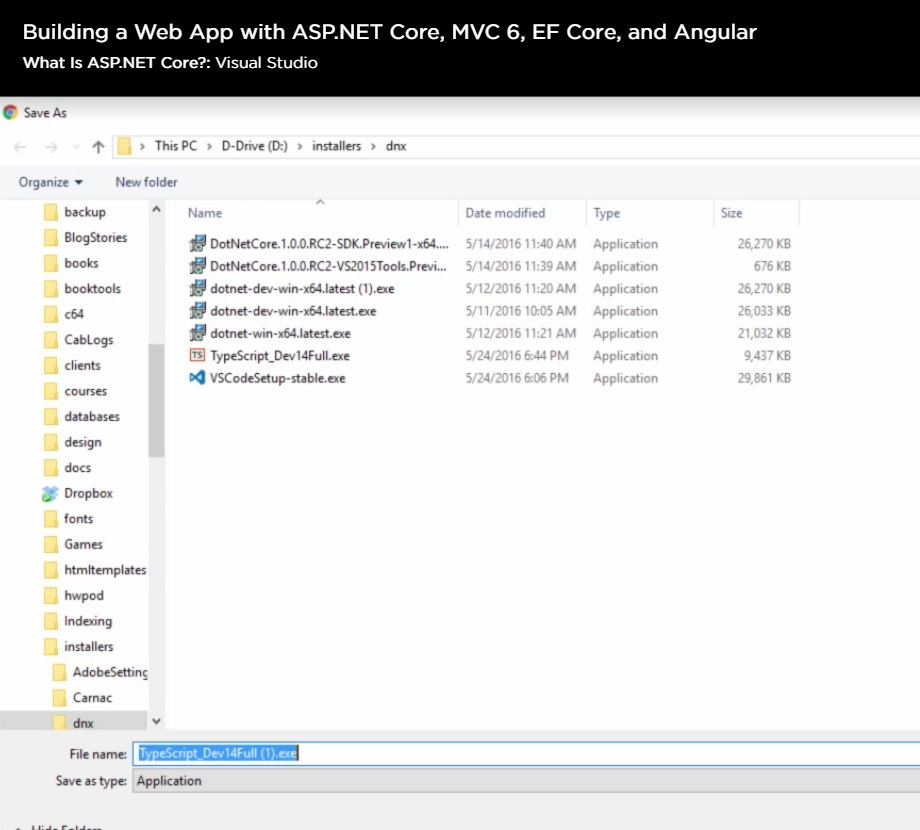 Building a Web App with ASP.NET Core, MVC 6, EF Core, and Angular
What Is ASP.NET Core?: Visual Studio
Save As
This PC > D-Drive (D:) > installers > dnx
Organize New folder
Name Date modified Type Size
DotNetCore.1.0.0.RC2-SDK.Preview1-x64.... 5/14/2016 11:40 AM Application 26,270 KB
DotNetCore.1.0.0.RC2-VS2015Tools.Previ... 5/14/2016 11:39 AM Application 676 KB
dotnet-dev-win-x64.latest (1).exe 5/12/2016 11:20 AM Application 26,270 KB
dotnet-dev-win-x64.latest.exe 5/11/2016 10:05 AM Application 26,033 KB
dotnet-win-x64.latest.exe 5/12/2016 11:21 AM Application 21,032 KB
TS TypeScript_Dev14Full.exe 5/24/2016 6:44 PM Application 9,437 KB
VSCodeSetup-stable.exe 5/24/2016 6:06 PM Application 29,861 KB
backup
BlogStories
books
booktools
c64
CabLogs
clients
courses
databases
design
docs
Dropbox
fonts
Games
htmltemplates
hwpod
Indexing
installers
AdobeSetting
Carnac
dnx
File name: TypeScript_Dev14Full (1).exe
Save as type: Application
Hide Folders